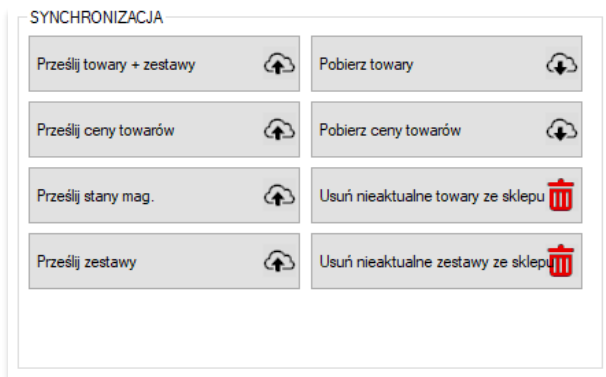 SYNCHRONIZACJA
Prześlij towary + zestawy
Pobierz towary
Prześlij ceny towarów
Pobierz ceny towarów
Prześlij stany mag.
Usuń nieaktualne towary ze sklepu
Prześlij zestawy
Usuń nieaktualne zestawy ze sklepu